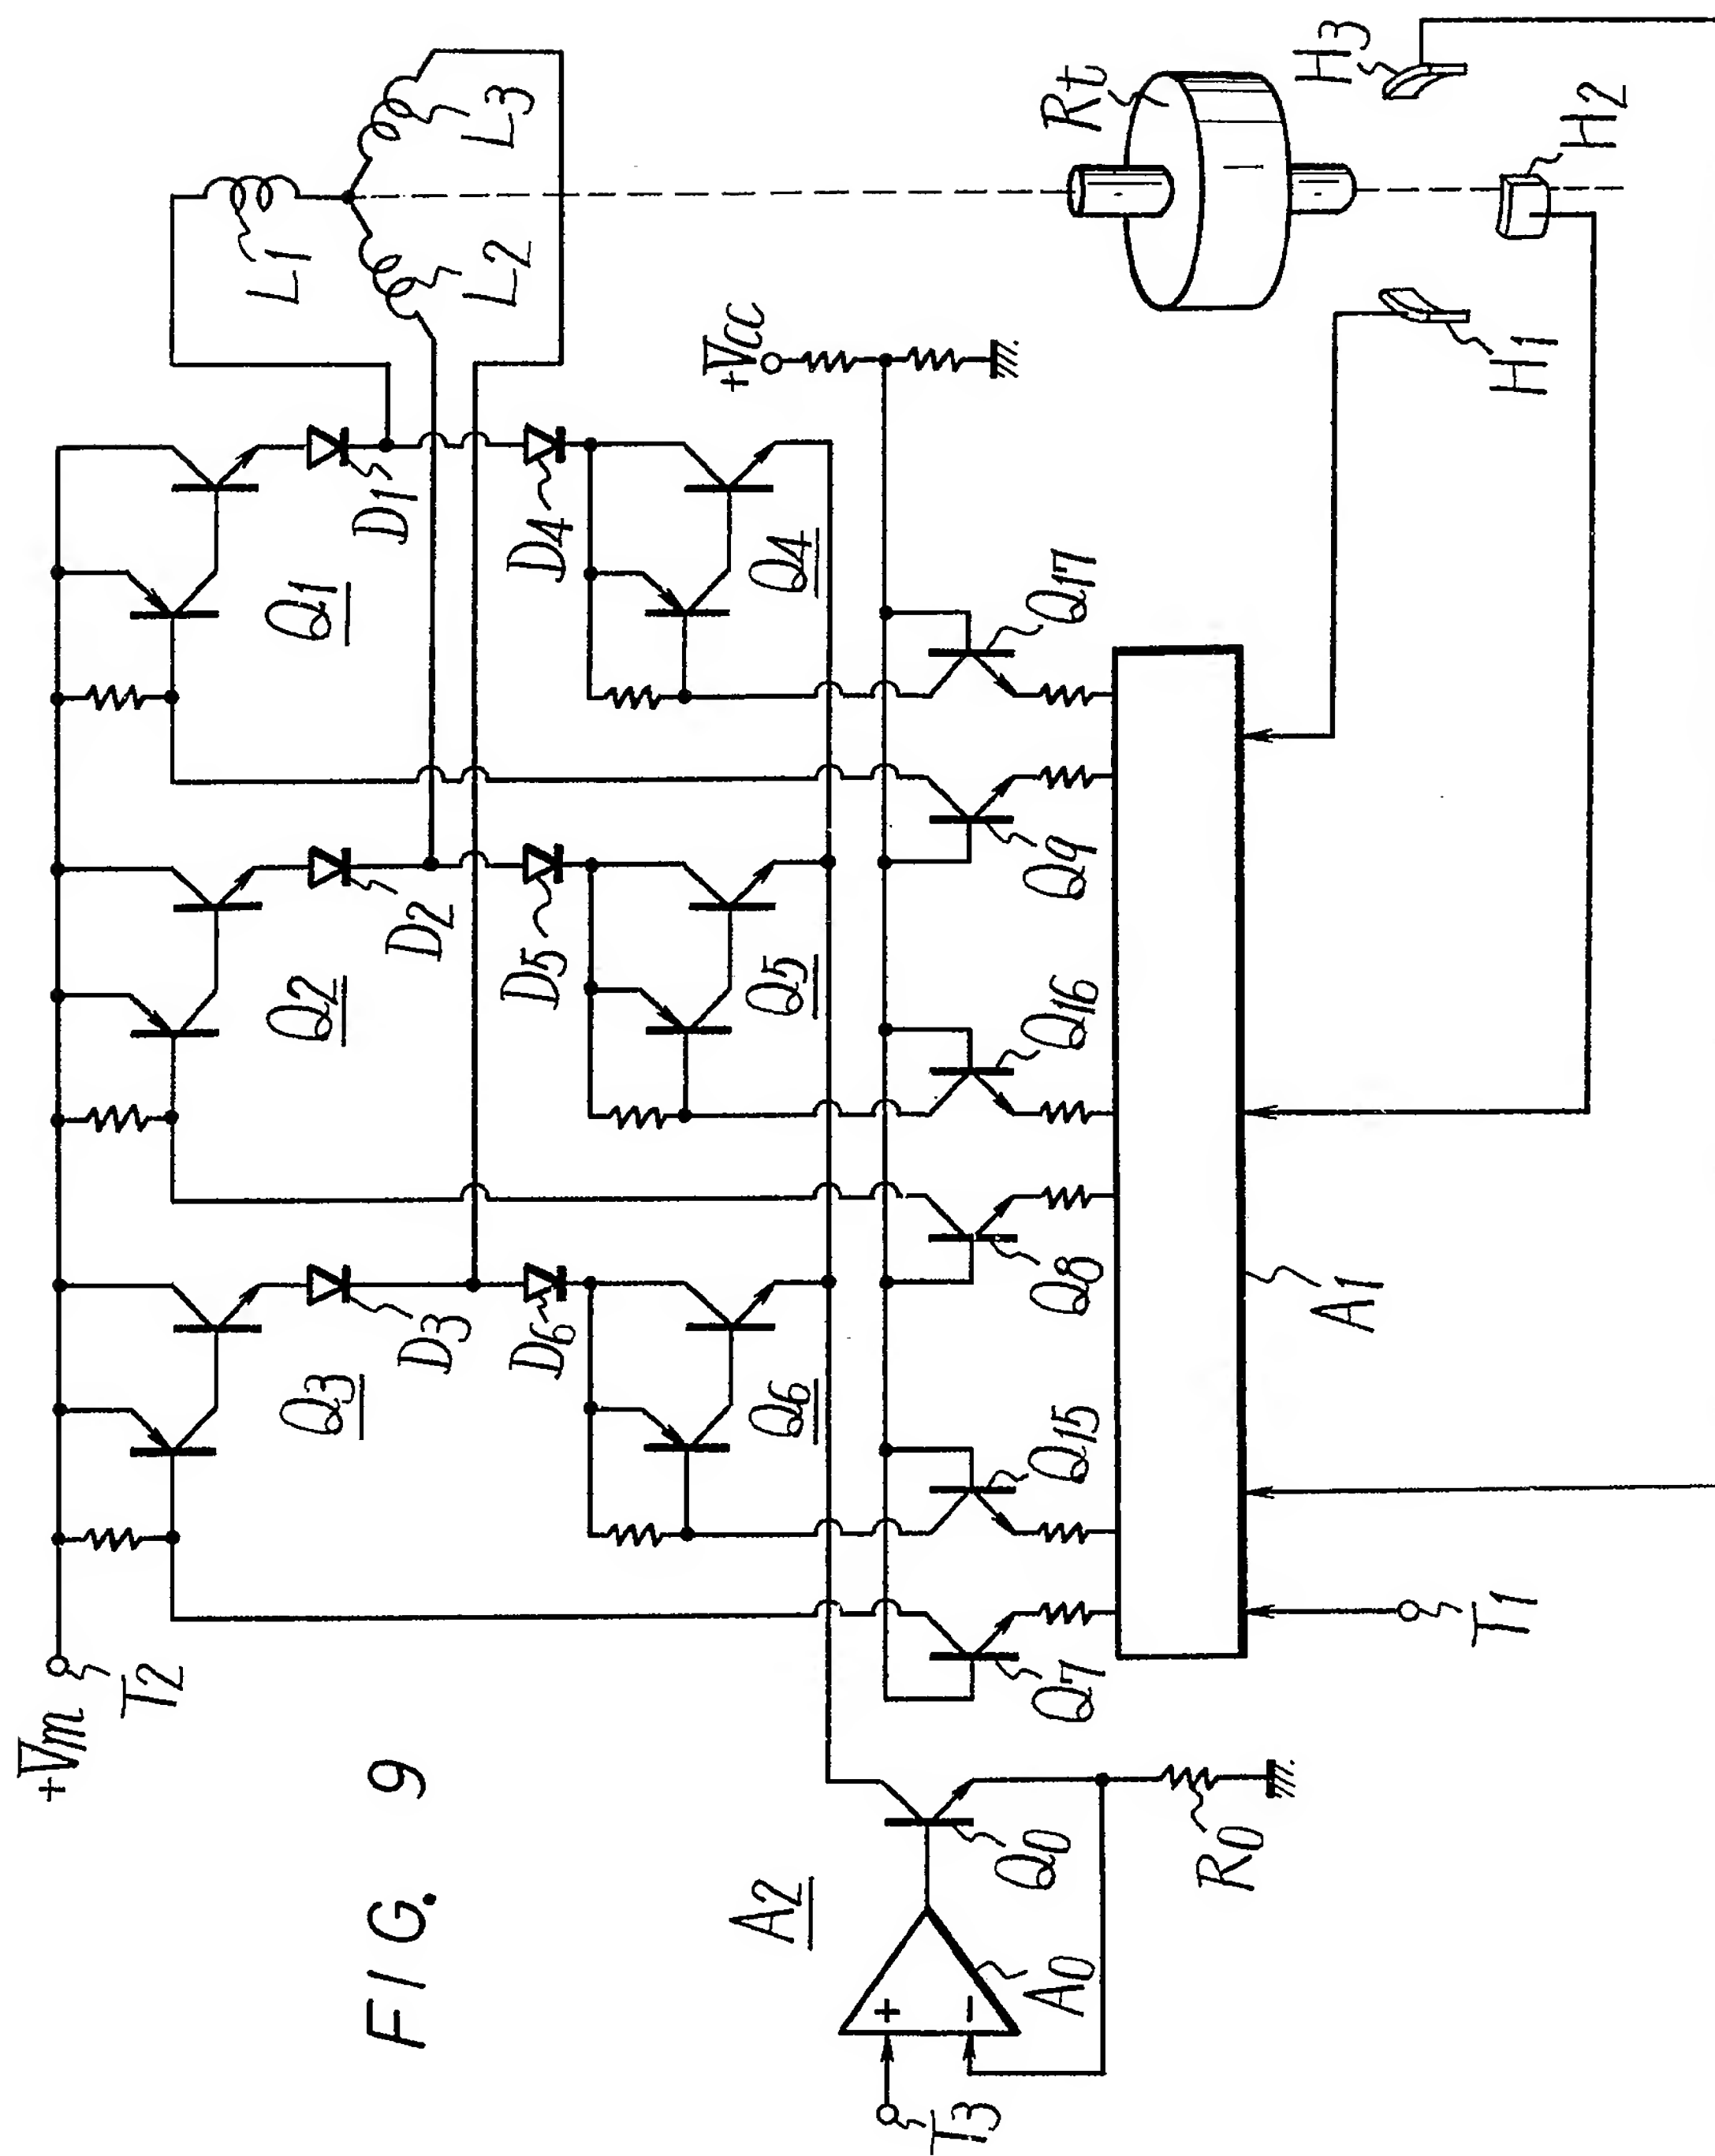 FIG. 9
+Vm
T2
Q3
Q2
Q1
D3
D2
D1
L1
L2
L3
D6
D5
D4
Q6
Q5
Q4
+Vcc
A2
T3
+
−
A0
Q0
R0
Q7
Q15
Q8
Q16
Q9
Q17
A1
T1
Rt
H1
H2
H3